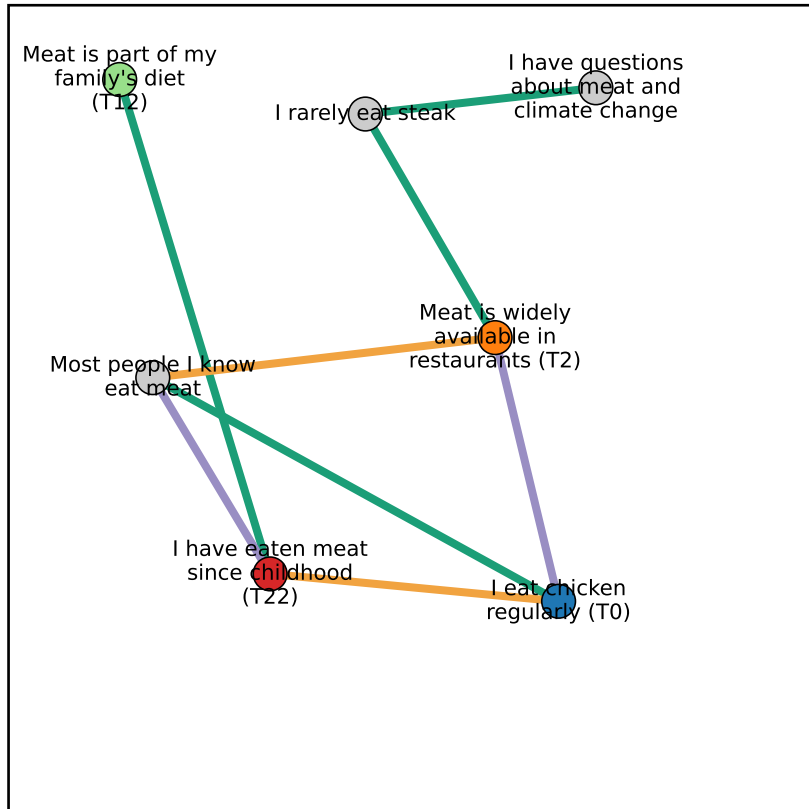 Meat is part of my
family's diet
(T12)
I have questions
about meat and
climate change
I rarely eat steak
Meat is widely
available in
restaurants (T2)
Most people I know
eat meat
I have eaten meat
since childhood
(T22)
I eat chicken
regularly (T0)